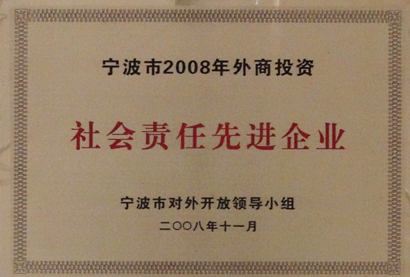 宁波市2008年外商投资
社会责任先进企业
宁波市对外开放领导小组
二〇〇八年十一月